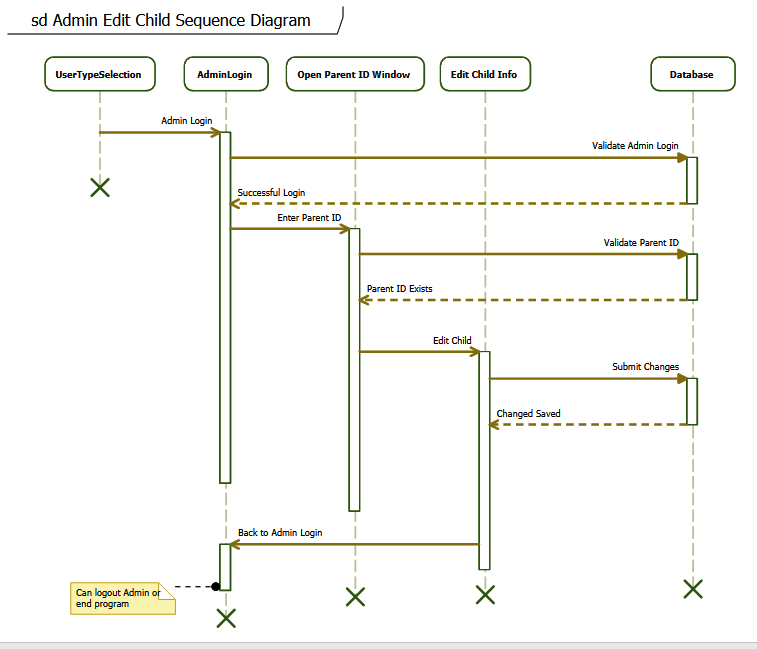 sd Admin Edit Child Sequence Diagram
UserTypeSelection
AdminLogin
Open Parent ID Window
Edit Child Info
Database
Admin Login
Validate Admin Login
Successful Login
Enter Parent ID
Validate Parent ID
Parent ID Exists
Edit Child
Submit Changes
Changed Saved
Back to Admin Login
Can logout Admin or
end program